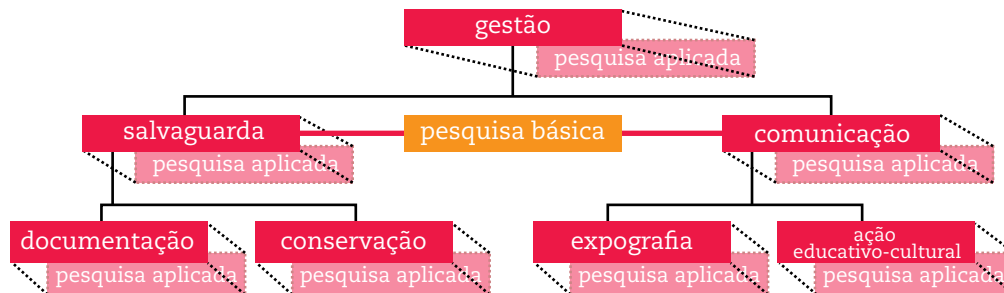 gestão
pesquisa aplicada
salvaguarda
pesquisa básica
comunicação
pesquisa aplicada
pesquisa aplicada
documentação
conservação
expografia
ação
educativo-cultural
pesquisa aplicada
pesquisa aplicada
pesquisa aplicada
pesquisa aplicada